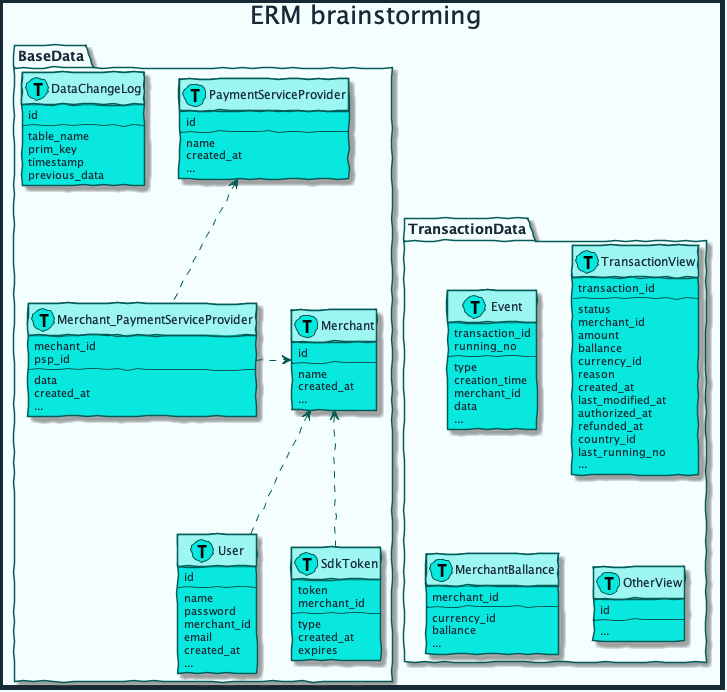 ERM brainstorming
BaseData
T DataChangeLog
id
table_name
prim_key
timestamp
previous_data
T PaymentServiceProvider
id
name
created_at
...
T Merchant_PaymentServiceProvider
mechant_id
psp_id
data
created_at
...
T Merchant
id
name
created_at
...
T User
id
name
password
merchant_id
email
created_at
...
T SdkToken
token
merchant_id
type
created_at
expires
TransactionData
T Event
transaction_id
running_no
type
creation_time
merchant_id
data
...
T TransactionView
transaction_id
status
merchant_id
amount
ballance
currency_id
reason
created_at
last_modified_at
authorized_at
refunded_at
country_id
last_running_no
...
T MerchantBallance
merchant_id
currency_id
ballance
...
T OtherView
id
...